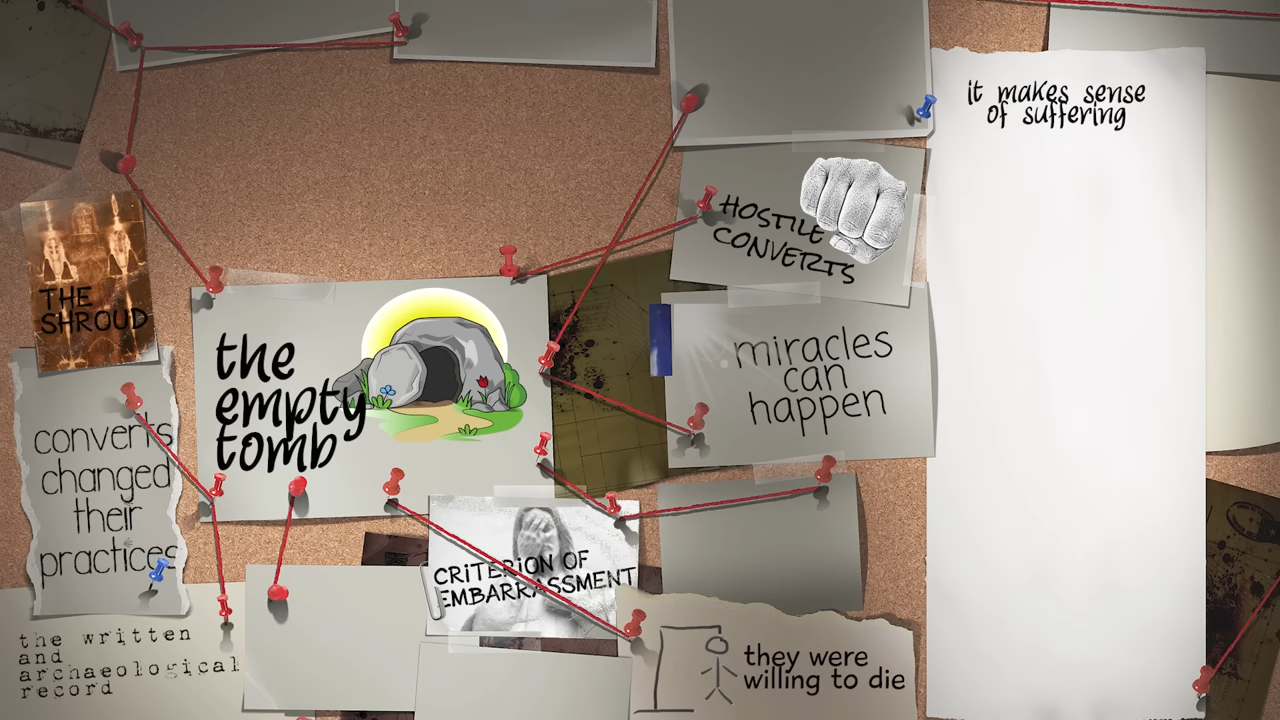 it makes sense
of suffering
HOSTILE
CONVERTS
THE
SHROUD
the
empty
tomb
miracles
can
happen
converts
changed
their
practices
CRITERION OF
EMBARRASSMENT
the written
and
archaeological
record
they were
willing to die